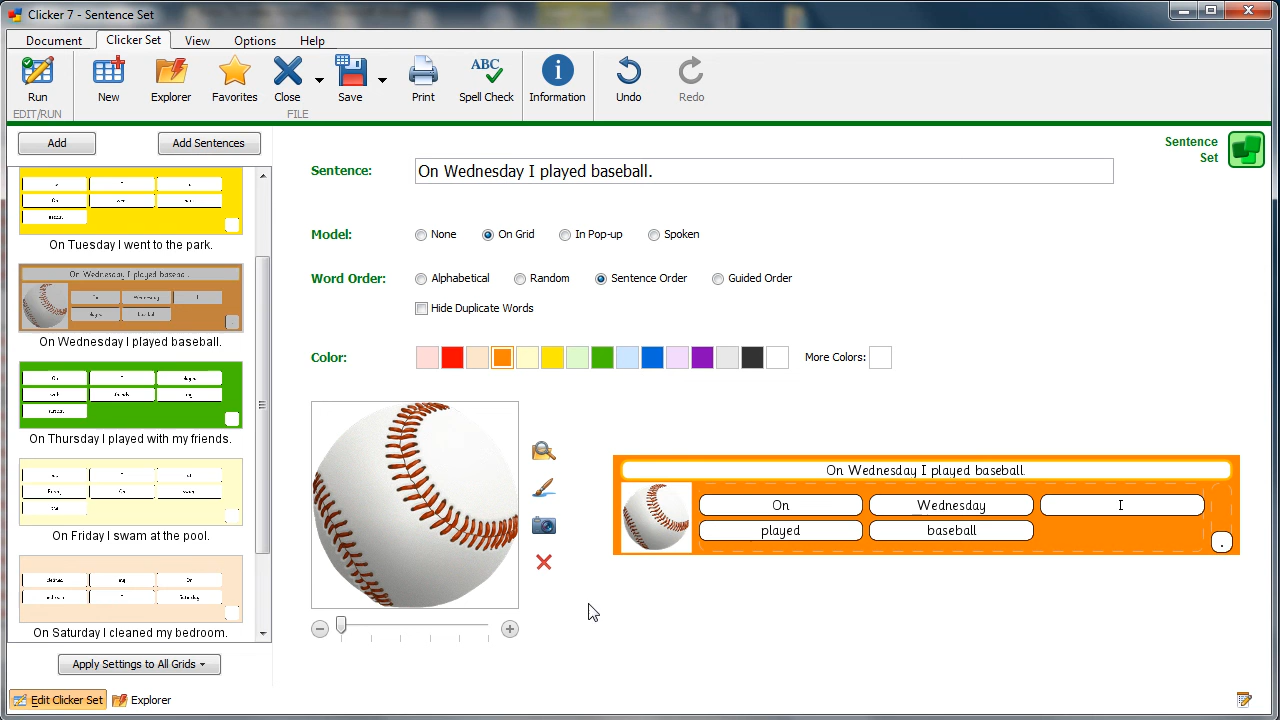 Clicker 7 - Sentence Set
Document Clicker Set View Options Help
Run New Explorer Favorites Close Save Print ABC Spell Check Information Undo Redo
EDIT/RUN FILE
Add Add Sentences
Sentence Set
Sentence: On Wednesday I played baseball.
Model: None On Grid In Pop-up Spoken
Word Order: Alphabetical Random Sentence Order Guided Order
Hide Duplicate Words
Color: More Colors:
On Tuesday I went to the park.
On Wednesday I played baseball.
On Thursday I played with my friends.
On Friday I swam at the pool.
On Saturday I cleaned my bedroom.
On Wednesday I played baseball.
On Wednesday I
played baseball .
Apply Settings to All Grids
Edit Clicker Set Explorer